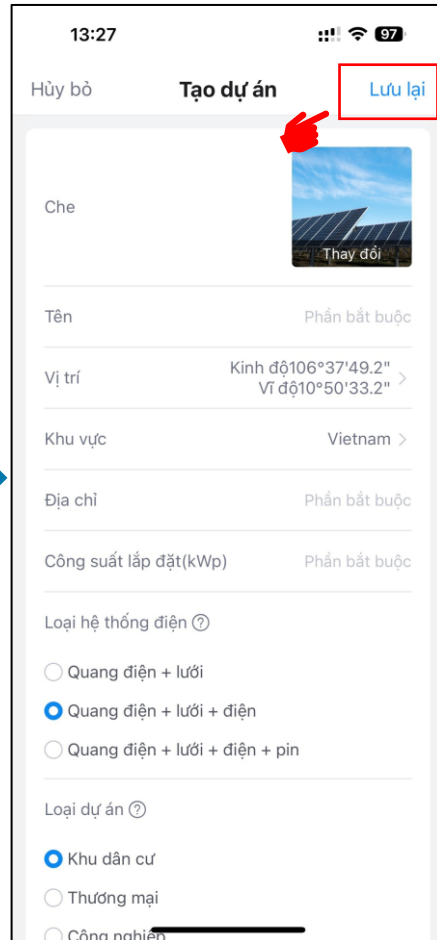 13:27
97
Hủy bỏ
Tạo dự án
Lưu lại
Che
Thay đổi
Tên
Phần bắt buộc
Vị trí
Kinh độ106°37'49.2"
Vĩ độ10°50'33.2"
Khu vực
Vietnam
Địa chỉ
Phần bắt buộc
Công suất lắp đặt(kWp)
Phần bắt buộc
Loại hệ thống điện ?
Quang điện + lưới
Quang điện + lưới + điện
Quang điện + lưới + điện + pin
Loại dự án ?
Khu dân cư
Thương mại
Công nghiệp